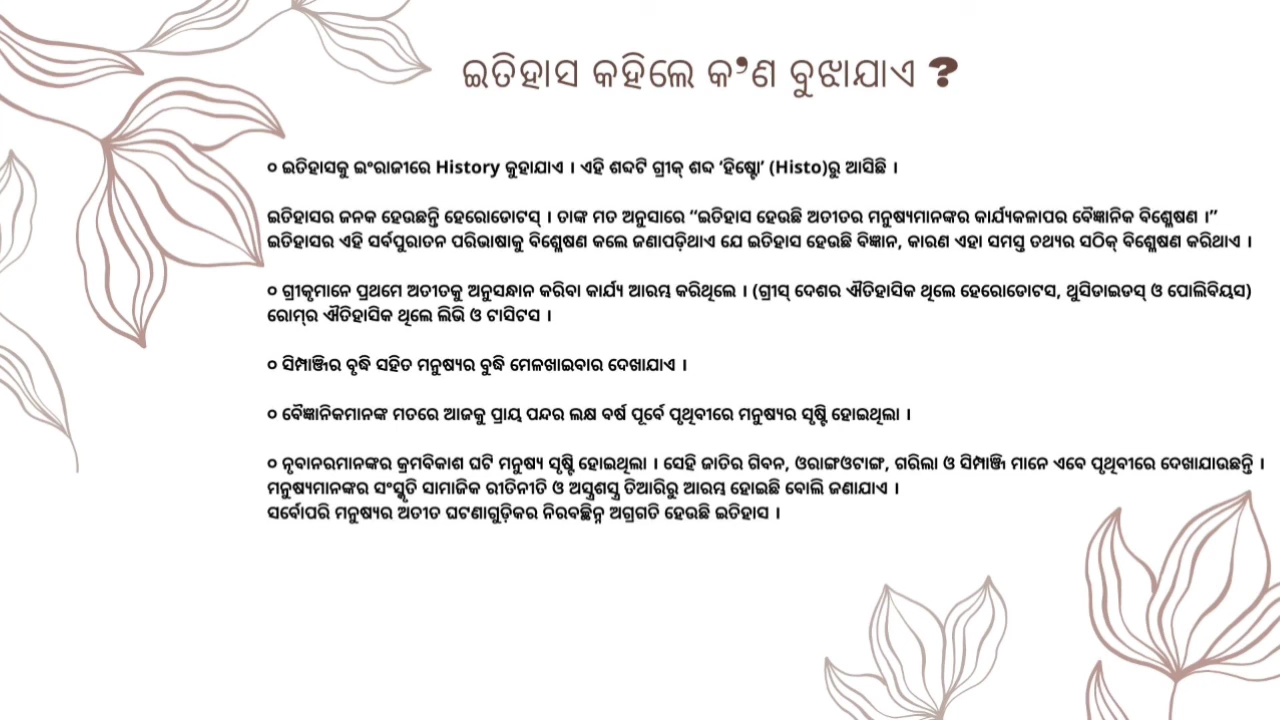 ଇତିହାସ କହିଲେ କ’ଣ ବୁଝାଯାଏ ?
୦ ଇତିହାସକୁ ଇଂରାଜୀରେ History କୁହାଯାଏ । ଏହି ଶବ୍ଦଟି ଗ୍ରୀକ୍ ଶବ୍ଦ ‘ହିଷ୍ଟୋ’ (Histo)ରୁ ଆସିଛି ।
ଇତିହାସର ଜନକ ହେଉଛନ୍ତି ହେରୋଡୋଟସ୍ । ତାଙ୍କ ମତ ଅନୁସାରେ “ଇତିହାସ ହେଉଛି ଅତୀତର ମନୁଷ୍ୟମାନଙ୍କର କାର୍ଯ୍ୟକଳାପର ବୈଜ୍ଞାନିକ ବିଶ୍ଳେଷଣ ।”
ଇତିହାସର ଏହି ସର୍ବପୁରାତନ ପରିଭାଷାକୁ ବିଶ୍ଳେଷଣ କଲେ ଜଣାପଡ଼ିଥାଏ ଯେ ଇତିହାସ ହେଉଛି ବିଜ୍ଞାନ, କାରଣ ଏହା ସମସ୍ତ ତଥ୍ୟର ସଠିକ୍ ବିଶ୍ଳେଷଣ କରିଥାଏ ।
୦ ଗ୍ରୀକ୍ମାନେ ପ୍ରଥମେ ଅତୀତକୁ ଅନୁସନ୍ଧାନ କରିବା କାର୍ଯ୍ୟ ଆରମ୍ଭ କରିଥିଲେ । (ଗ୍ରୀସ୍ ଦେଶର ଐତିହାସିକ ଥିଲେ ହେରୋଡୋଟସ, ଥୁସିଡାଇଡସ୍ ଓ ପୋଲିବିୟସ)
ରୋମ୍‌ର ଐତିହାସିକ ଥିଲେ ଲିଭି ଓ ଟାସିଟସ ।
୦ ସିମ୍ପାଞ୍ଜିର ବୃଦ୍ଧି ସହିତ ମନୁଷ୍ୟର ବୁଦ୍ଧି ମେଳଖାଇବାର ଦେଖାଯାଏ ।
୦ ବୈଜ୍ଞାନିକମାନଙ୍କ ମତରେ ଆଜକୁ ପ୍ରାୟ ପନ୍ଦର ଲକ୍ଷ ବର୍ଷ ପୂର୍ବେ ପୃଥିବୀରେ ମନୁଷ୍ୟର ସୃଷ୍ଟି ହୋଇଥିଲା ।
୦ ନୃବାନରମାନଙ୍କର କ୍ରମବିକାଶ ଘଟି ମନୁଷ୍ୟ ସୃଷ୍ଟି ହୋଇଥିଲା । ସେହି ଜାତିର ଗିବନ, ଓରାଙ୍ଗଓଟାଙ୍ଗ, ଗରିଲା ଓ ସିମ୍ପାଞ୍ଜି ମାନେ ଏବେ ପୃଥିବୀରେ ଦେଖାଯାଉଛନ୍ତି ।
ମନୁଷ୍ୟମାନଙ୍କର ସଂସ୍କୃତି ସାମାଜିକ ରୀତିନୀତି ଓ ଅସ୍ତ୍ରଶସ୍ତ୍ର ତିଆରିରୁ ଆରମ୍ଭ ହୋଇଛି ବୋଲି ଜଣାଯାଏ ।
ସର୍ବୋପରି ମନୁଷ୍ୟର ଅତୀତ ଘଟଣାଗୁଡ଼ିକର ନିରବଚ୍ଛିନ୍ନ ଅଗ୍ରଗତି ହେଉଛି ଇତିହାସ ।